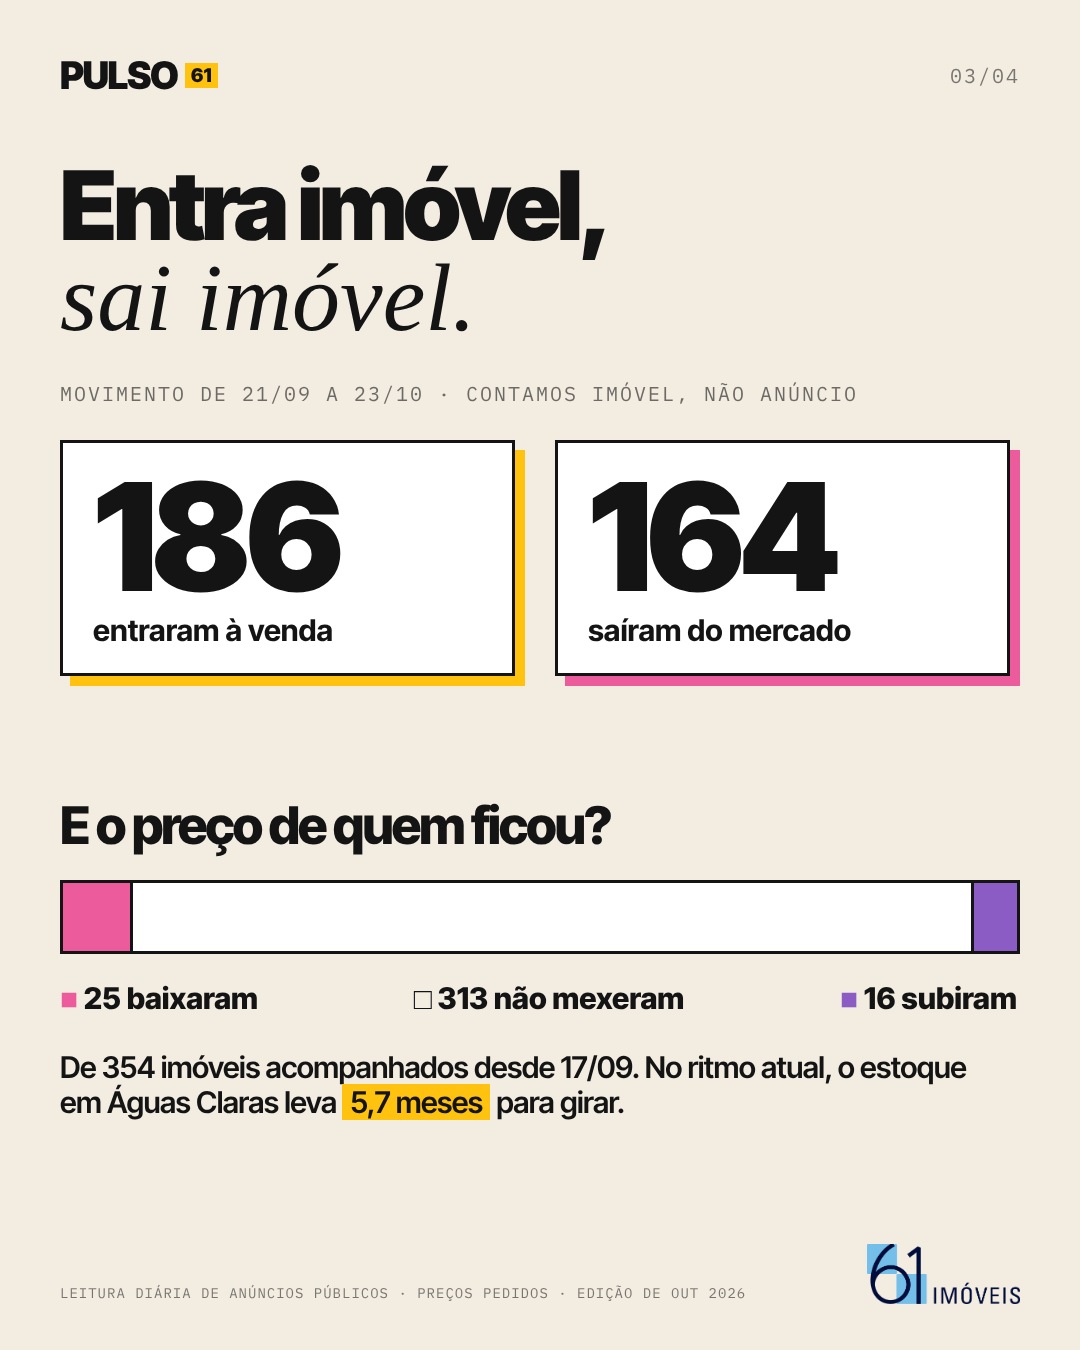 PULSO 61
03/04
Entra imóvel,
sai imóvel.
MOVIMENTO DE 21/09 A 23/10 · CONTAMOS IMÓVEL, NÃO ANÚNCIO
186
entraram à venda
164
saíram do mercado
E o preço de quem ficou?
25 baixaram
313 não mexeram
16 subiram
De 354 imóveis acompanhados desde 17/09. No ritmo atual, o estoque
em Águas Claras leva 5,7 meses para girar.
LEITURA DIÁRIA DE ANÚNCIOS PÚBLICOS · PREÇOS PEDIDOS · EDIÇÃO DE OUT 2026
61 IMÓVEIS